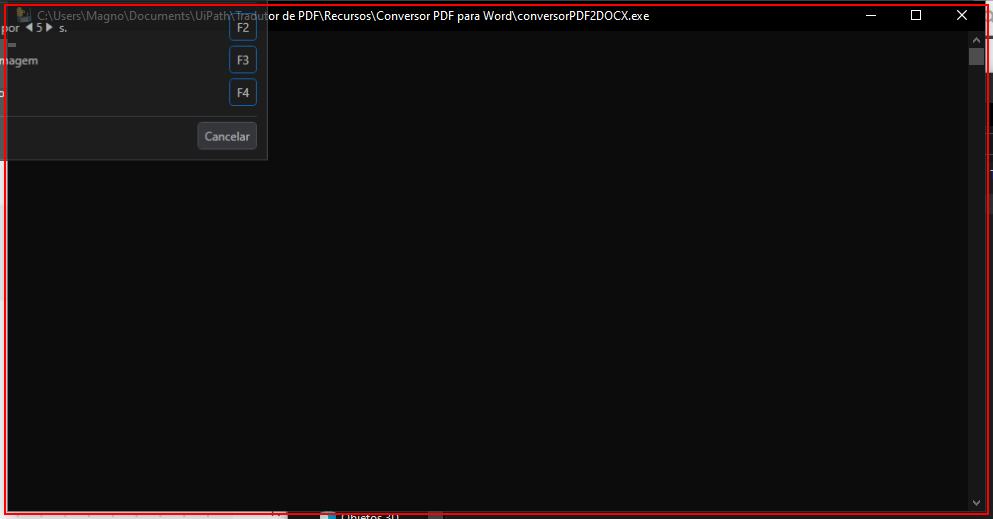 C:\Users\Magno\Documents\UiPath\Tradutor de PDF\Recursos\Conversor PDF para Word\conversorPDF2DOCX.exe
por 5 s.
F2
magem
F3
o
F4
Cancelar
Objetos 3D